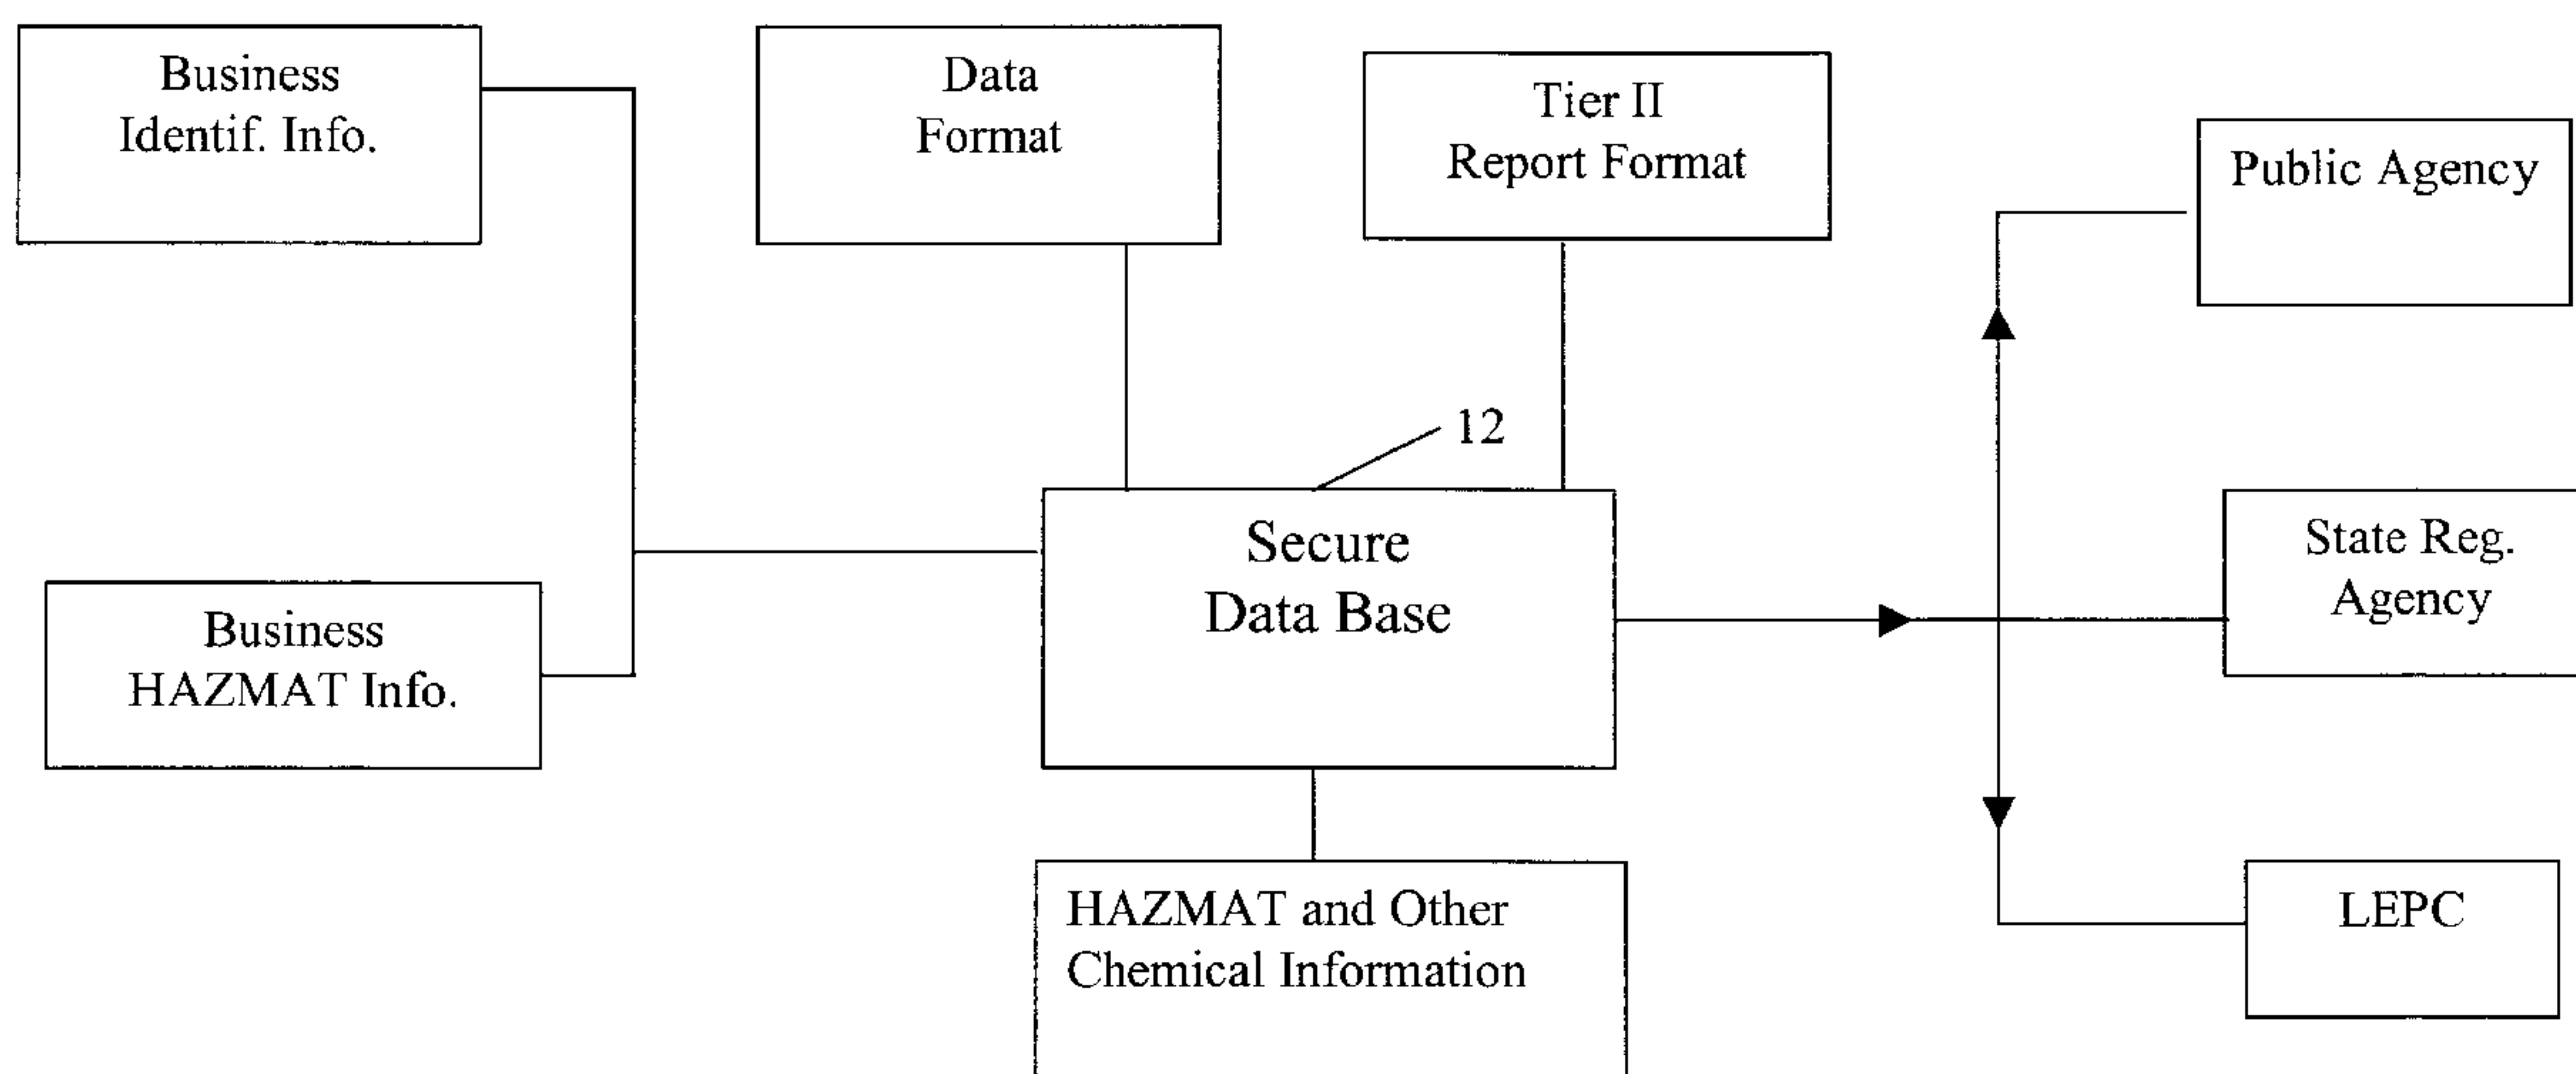 Business
Identif. Info.
Data
Format
Tier II
Report Format
Public Agency
12
Secure
Data Base
State Reg.
Agency
Business
HAZMAT Info.
HAZMAT and Other
Chemical Information
LEPC